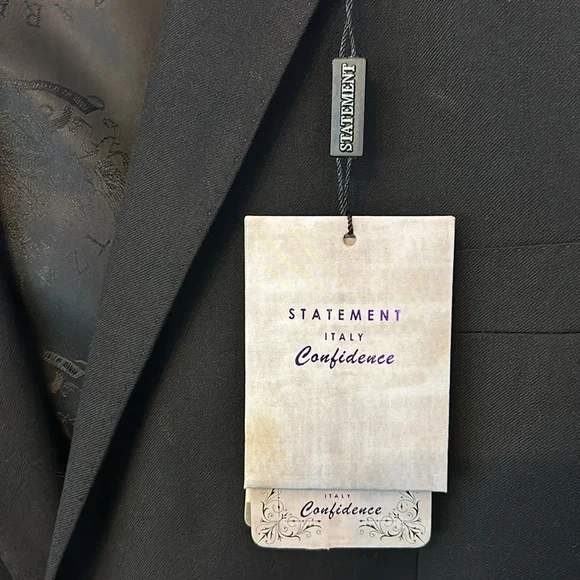 STATEMENT
STATEMENT
ITALY
Confidence
ITALY
Confidence